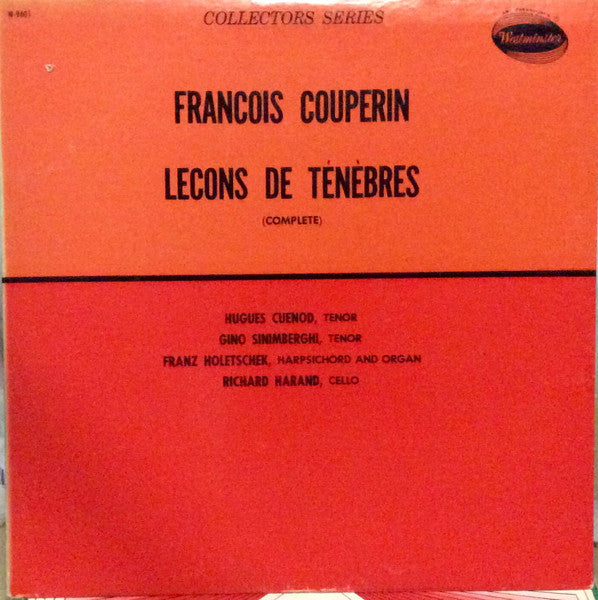 COLLECTORS SERIES
Westminster
FRANCOIS COUPERIN
LECONS DE TÉNÈBRES
(COMPLETE)
HUGUES CUENOD, TENOR
GINO SINIMBERGHI, TENOR
FRANZ HOLETSCHEK, HARPSICHORD AND ORGAN
RICHARD HARAND, CELLO